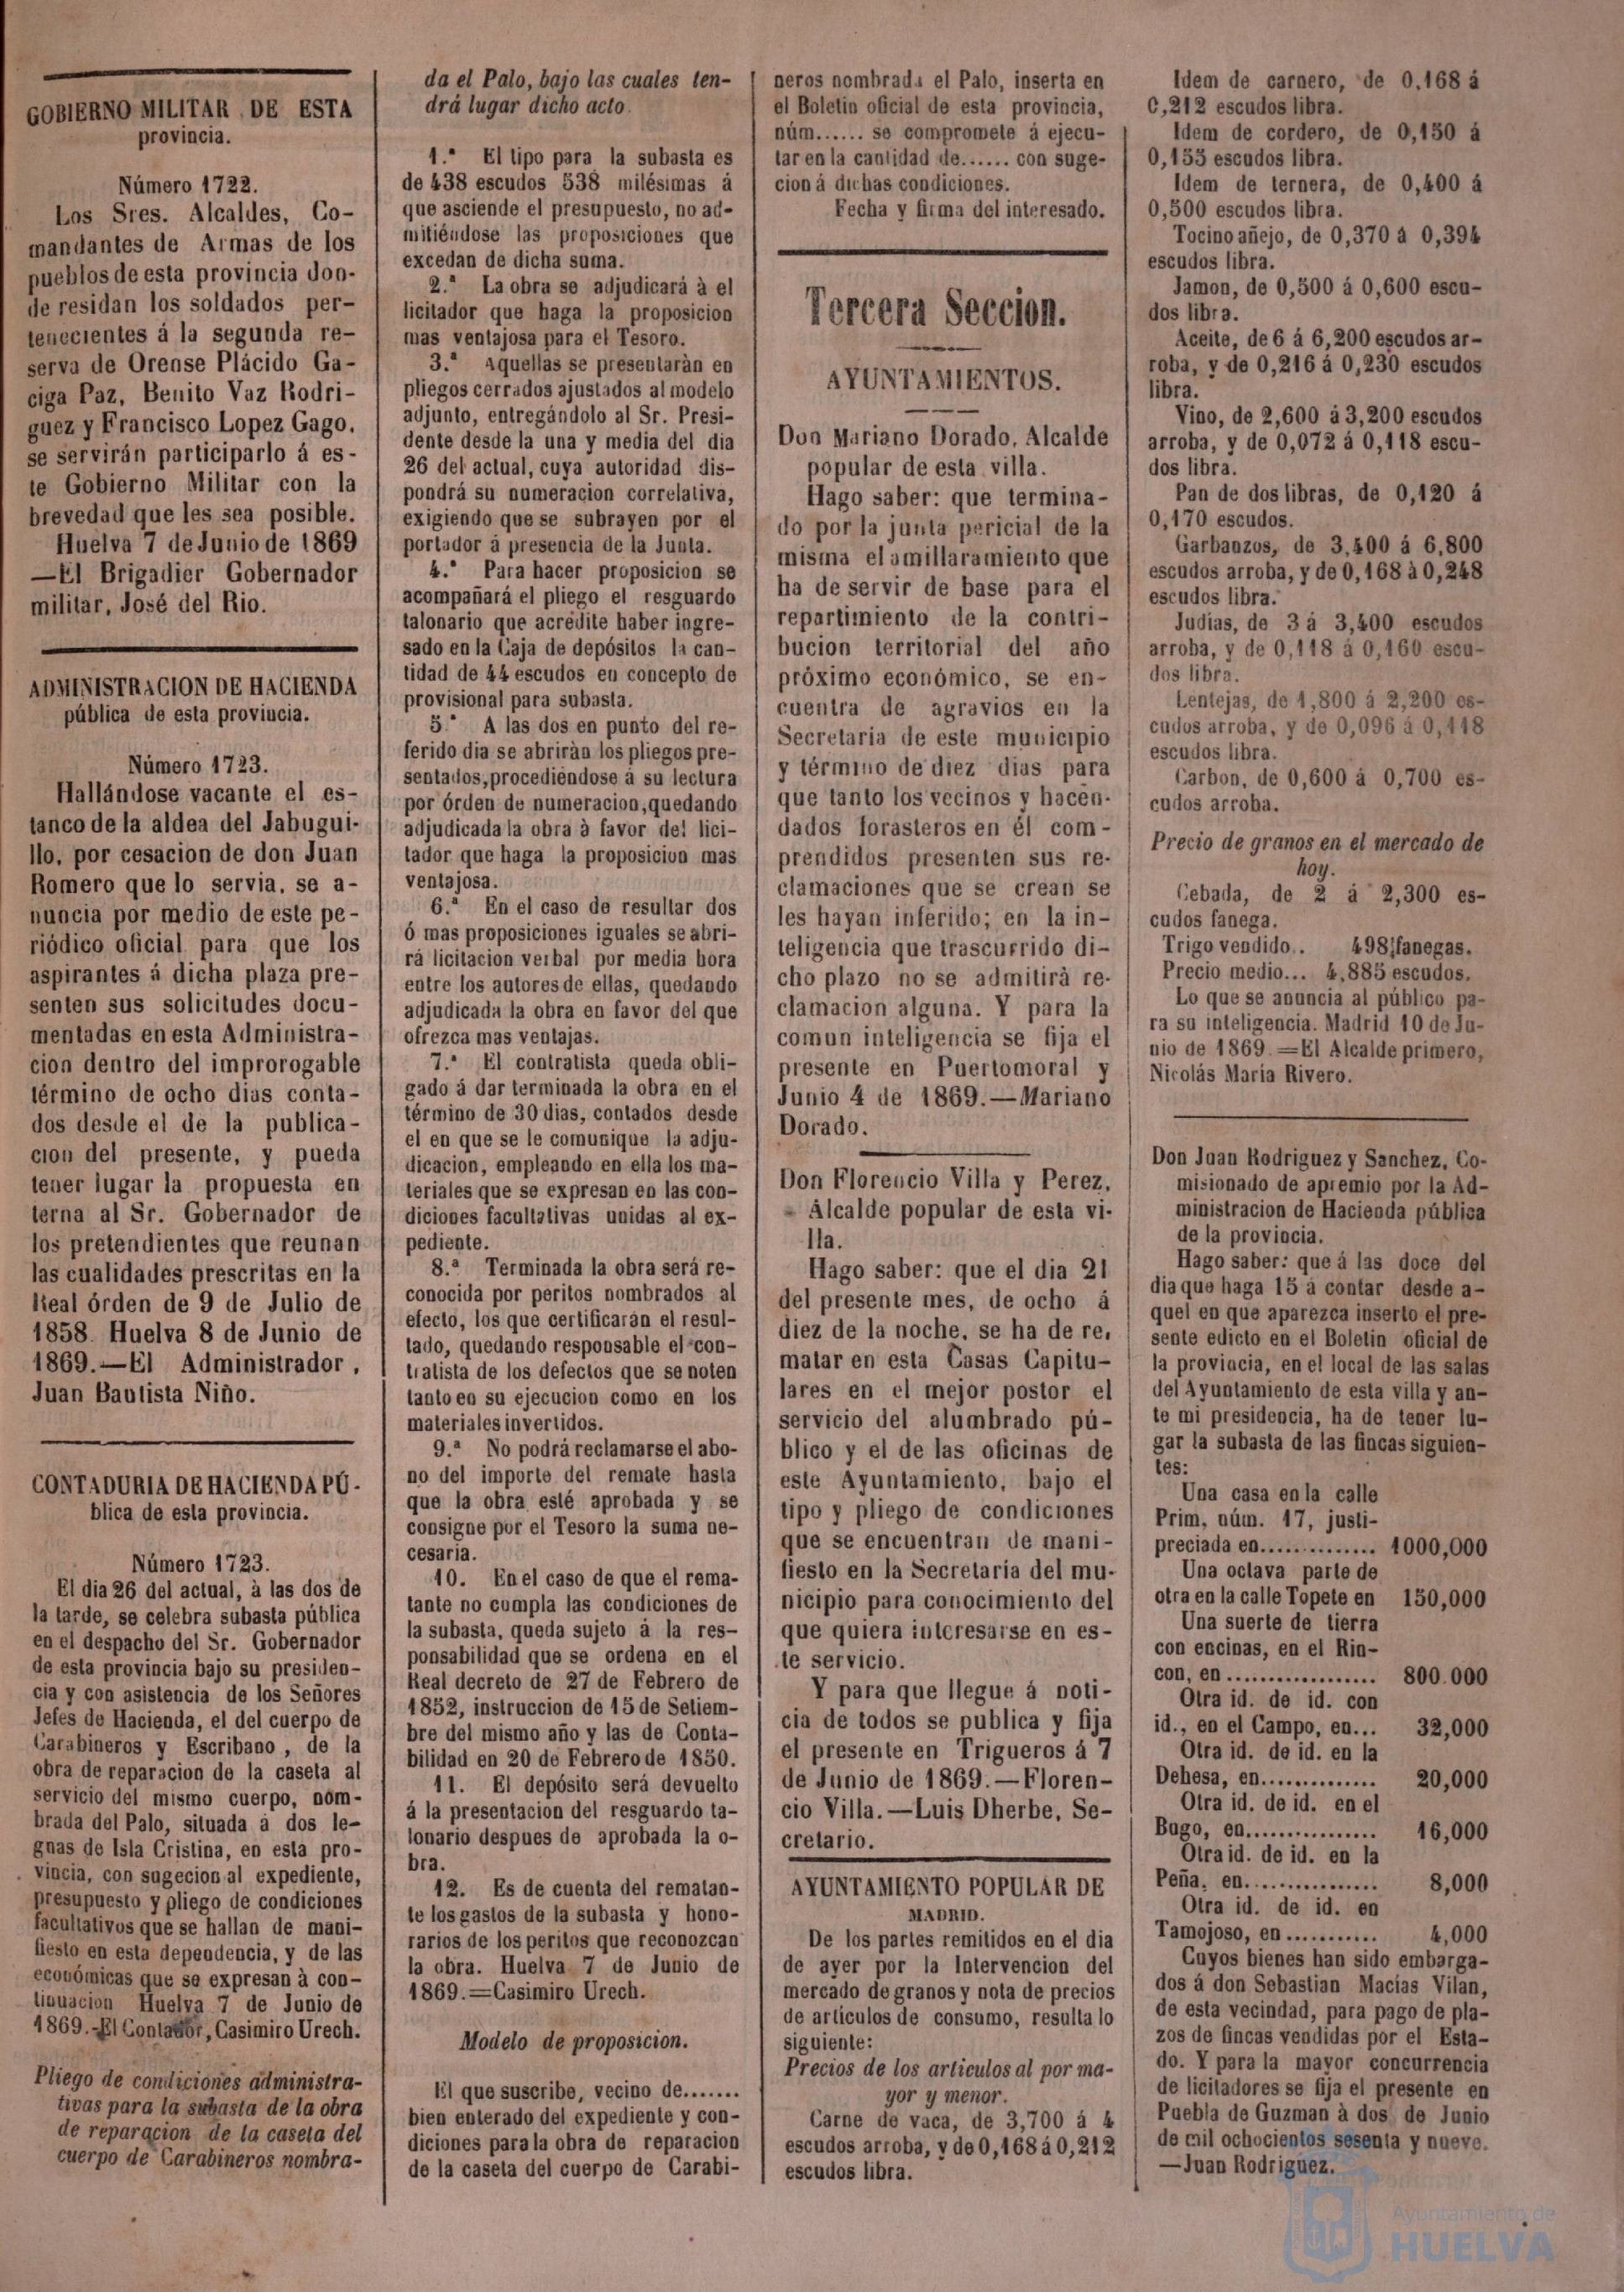 GOBIERNO MILITAR DE ESTA
provincia.
Número 1722.
Los Sres. Alcaldes, Co-
mandantes de Armas de los
pueblos de esta provincia don-
de residan los soldados per-
tenecientes á la segunda re-
serva de Orense Plácido Ga-
ciga Paz, Benito Vaz Rodri-
guez y Francisco Lopez Gago,
se servirán participarlo á es-
te Gobierno Militar con la
brevedad que les sea posible.
Huelva 7 de Junio de 1869
—El Brigadier Gobernador
militar, José del Rio.
ADMINISTRACION DE HACIENDA
pública de esta provincia.
Número 1723.
Hallándose vacante el es-
tanco de la aldea del Jabugui-
llo, por cesacion de don Juan
Romero que lo servia, se a-
nuncia por medio de este pe-
riódico oficial para que los
aspirantes á dicha plaza pre-
senten sus solicitudes docu-
mentadas en esta Administra-
cion dentro del improrogable
término de ocho dias conta-
dos desde el de la publica-
cion del presente, y pueda
tener lugar la propuesta en
terna al Sr. Gobernador de
los pretendientes que reunan
las cualidades prescritas en la
Real órden de 9 de Julio de
1858. Huelva 8 de Junio de
1869.—El Administrador,
Juan Bautista Niño.
CONTADURIA DE HACIENDA PÚ-
blica de esta provincia.
Número 1723.
El dia 26 del actual, à las dos de
la tarde, se celebra subasta pública
en el despacho del Sr. Gobernador
de esta provincia bajo su presiden-
cia y con asistencia de los Señores
Jefes de Hacienda, el del cuerpo de
Carabineros y Escribano, de la
obra de reparacion de la caseta al
servicio del mismo cuerpo, nom-
brada del Palo, situada á dos le-
guas de Isla Cristina, en esta pro-
vincia, con sugecion al expediente,
presupuesto y pliego de condiciones
facultativos que se hallan de mani-
fiesto en esta dependencia, y de las
económicas que se expresan à con-
tinuacion Huelva 7 de Junio de
1869.-El Contador, Casimiro Urech.
Pliego de condiciones administra-
tivas para la subasta de la obra
de reparacion de la caseta del
cuerpo de Carabineros nombra-
da el Palo, bajo las cuales ten-
drá lugar dicho acto.
1.ª El tipo para la subasta es
de 438 escudos 538 milésimas á
que asciende el presupuesto, no ad-
mitiéndose las proposiciones que
excedan de dicha suma.
2.ª La obra se adjudicará à el
licitador que haga la proposicion
mas ventajosa para el Tesoro.
3.ª Aquellas se presentaràn en
pliegos cerrados ajustados al modelo
adjunto, entregándolo al Sr. Presi-
dente desde la una y media del dia
26 del actual, cuya autoridad dis-
pondrá su numeracion correlativa,
exigiendo que se subrayen por el
portador á presencia de la Junta.
4.ª Para hacer proposicion se
acompañará el pliego el resguardo
talonario que acredite haber ingre-
sado en la Caja de depósitos la can-
tidad de 44 escudos en concepto de
provisional para subasta.
5.ª A las dos en punto del re-
ferido dia se abriràn los pliegos pre-
sentados, procediéndose á su lectura
por órden de numeracion, quedando
adjudicada la obra à favor del lici-
tador que haga la proposicion mas
ventajosa.
6.ª En el caso de resultar dos
ó mas proposiciones iguales se abri-
rá licitacion verbal por media hora
entre los autores de ellas, quedando
adjudicada la obra en favor del que
ofrezca mas ventajas.
7.ª El contratista queda obli-
gado á dar terminada la obra en el
término de 30 dias, contados desde
el en que se le comunique la adju-
dicacion, empleando en ella los ma-
teriales que se expresan en las con-
diciones facultativas unidas al ex-
pediente.
8.ª Terminada la obra será re-
conocida por peritos nombrados al
efecto, los que certificarán el resul-
tado, quedando responsable el con-
tratista de los defectos que se noten
tanto en su ejecucion como en los
materiales invertidos.
9.ª No podrá reclamarse el abo-
no del importe del remate hasta
que la obra esté aprobada y se
consigne por el Tesoro la suma ne-
cesaria.
10. En el caso de que el rema-
tante no cumpla las condiciones de
la subasta, queda sujeto á la res-
ponsabilidad que se ordena en el
Real decreto de 27 de Febrero de
1852, instruccion de 15 de Setiem-
bre del mismo año y las de Conta-
bilidad en 20 de Febrero de 1850.
11. El depósito será devuelto
á la presentacion del resguardo ta-
lonario despues de aprobada la o-
bra.
12. Es de cuenta del rematan-
te los gastos de la subasta y hono-
rarios de los peritos que reconozcan
la obra. Huelva 7 de Junio de
1869.=Casimiro Urech.
Modelo de proposicion.
El que suscribe, vecino de.......
bien enterado del expediente y con-
diciones para la obra de reparacion
de la caseta del cuerpo de Carabi-
neros nombrada el Palo, inserta en
el Boletin oficial de esta provincia,
núm...... se compromete á ejecu-
tar en la cantidad de...... con suge-
cion á dichas condiciones.
Fecha y firma del interesado.
Tercera Seccion.
AYUNTAMIENTOS.
Don Mariano Dorado, Alcalde
popular de esta villa.
Hago saber: que termina-
do por la junta pericial de la
misma el amillaramiento que
ha de servir de base para el
repartimiento de la contri-
bucion territorial del año
próximo económico, se en-
cuentra de agravios en la
Secretaria de este municipio
y término de diez dias para
que tanto los vecinos y hacen-
dados forasteros en él com-
prendidos presenten sus re-
clamaciones que se crean se
les hayan inferido; en la in-
teligencia que trascurrido di-
cho plazo no se admitirà re-
clamacion alguna. Y para la
comun inteligencia se fija el
presente en Puertomoral y
Junio 4 de 1869.—Mariano
Dorado.
Don Florencio Villa y Perez,
Alcalde popular de esta vi-
lla.
Hago saber: que el dia 21
del presente mes, de ocho á
diez de la noche, se ha de re,
matar en esta Casas Capitu-
lares en el mejor postor el
servicio del alumbrado pú-
blico y el de las oficinas de
este Ayuntamiento, bajo el
tipo y pliego de condiciones
que se encuentran de mani-
fiesto en la Secretaria del mu-
nicipio para conocimiento del
que quiera interesarse en es-
te servicio.
Y para que llegue á noti-
cia de todos se publica y fija
el presente en Trigueros á 7
de Junio de 1869.—Floren-
cio Villa.—Luis Dherbe, Se-
cretario.
AYUNTAMIENTO POPULAR DE
MADRID.
De los partes remitidos en el dia
de ayer por la Intervencion del
mercado de granos y nota de precios
de artículos de consumo, resulta lo
siguiente:
Precios de los articulos al por ma-
yor y menor.
Carne de vaca, de 3,700 á 4
escudos arroba, y de 0,168 á 0,212
escudos libra.
Idem de carnero, de 0,168 á
0,212 escudos libra.
Idem de cordero, de 0,150 á
0,153 escudos libra.
Idem de ternera, de 0,400 á
0,500 escudos libra.
Tocino añejo, de 0,370 á 0,394
escudos libra.
Jamon, de 0,500 á 0,600 escu-
dos libra.
Aceite, de 6 á 6,200 escudos ar-
roba, y de 0,216 á 0,230 escudos
libra.
Vino, de 2,600 á 3,200 escudos
arroba, y de 0,072 á 0,118 escu-
dos libra.
Pan de dos libras, de 0,120 á
0,170 escudos.
Garbanzos, de 3,400 á 6,800
escudos arroba, y de 0,168 à 0,248
escudos libra.
Judias, de 3 á 3,400 escudos
arroba, y de 0,118 á 0,160 escu-
dos libra.
Lentejas, de 1,800 á 2,200 es-
cudos arroba, y de 0,096 á 0,118
escudos libra.
Carbon, de 0,600 á 0,700 es-
cudos arroba.
Precio de granos en el mercado de
hoy.
Cebada, de 2 á 2,300 es-
cudos fanega.
Trigo vendido.. 498 fanegas.
Precio medio... 4,885 escudos.
Lo que se anuncia al público pa-
ra su inteligencia. Madrid 10 de Ju-
nio de 1869.=El Alcalde primero,
Nicolás María Rivero.
Don Juan Rodriguez y Sanchez, Co-
misionado de apremio por la Ad-
ministracion de Hacienda pública
de la provincia.
Hago saber: que á las doce del
dia que haga 15 á contar desde a-
quel en que aparezca inserto el pre-
sente edicto en el Boletin oficial de
la provincia, en el local de las salas
del Ayuntamiento de esta villa y an-
te mi presidencia, ha de tener lu-
gar la subasta de las fincas siguien-
tes:
Una casa en la calle
Prim, núm. 17, justi-
preciada en.............. 1000,000
Una octava parte de
otra en la calle Topete en 150,000
Una suerte de tierra
con encinas, en el Rin-
con, en................. 800.000
Otra id. de id. con
id., en el Campo, en... 32,000
Otra id. de id. en la
Dehesa, en.............. 20,000
Otra id. de id. en el
Bugo, en................ 16,000
Otra id. de id. en la
Peña, en................ 8,000
Otra id. de id. en
Tamojoso, en........... 4,000
Cuyos bienes han sido embarga-
dos á don Sebastian Macías Vilan,
de esta vecindad, para pago de pla-
zos de fincas vendidas por el Esta-
do. Y para la mayor concurrencia
de licitadores se fija el presente en
Puebla de Guzman à dos de Junio
de mil ochocientos sesenta y nueve.
—Juan Rodriguez.
Ayuntamiento de
HUELVA